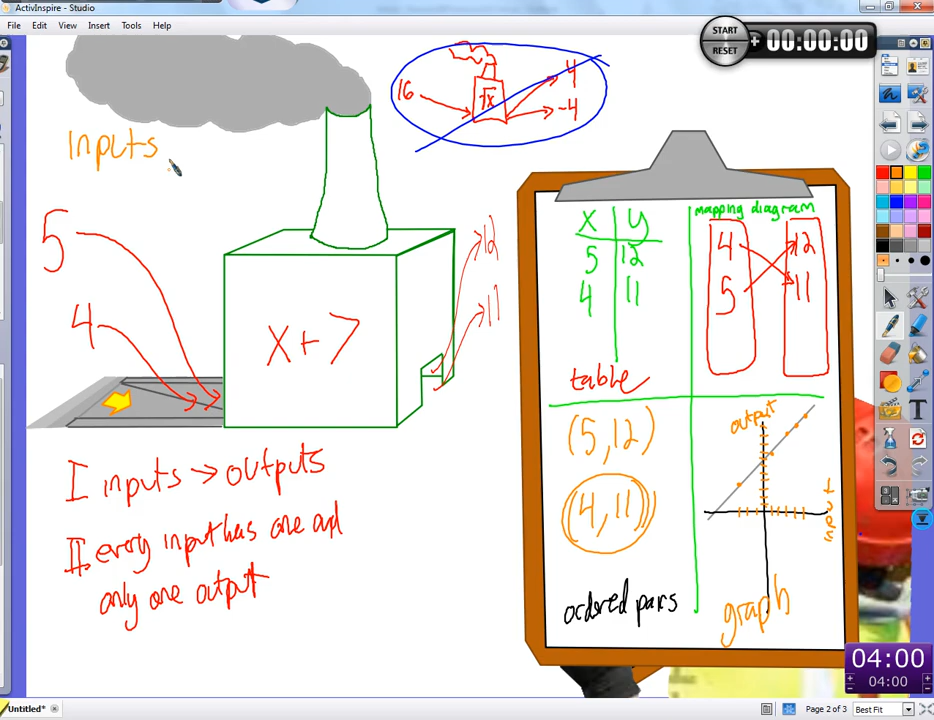 ActivInspire - Studio
File Edit View Insert Tools Help
START
RESET
00:00:00
Inputs
16
√x
4
-4
5
4
x+7
12
11
I inputs → outputs
II. every input has one and
only one output
x y
5 12
4 11
table
mapping diagram
4 12
5 11
(5,12)
(4,11)
ordered pars
output
input
graph
04:00
04:00
Untitled*
Page 2 of 3
Best Fit